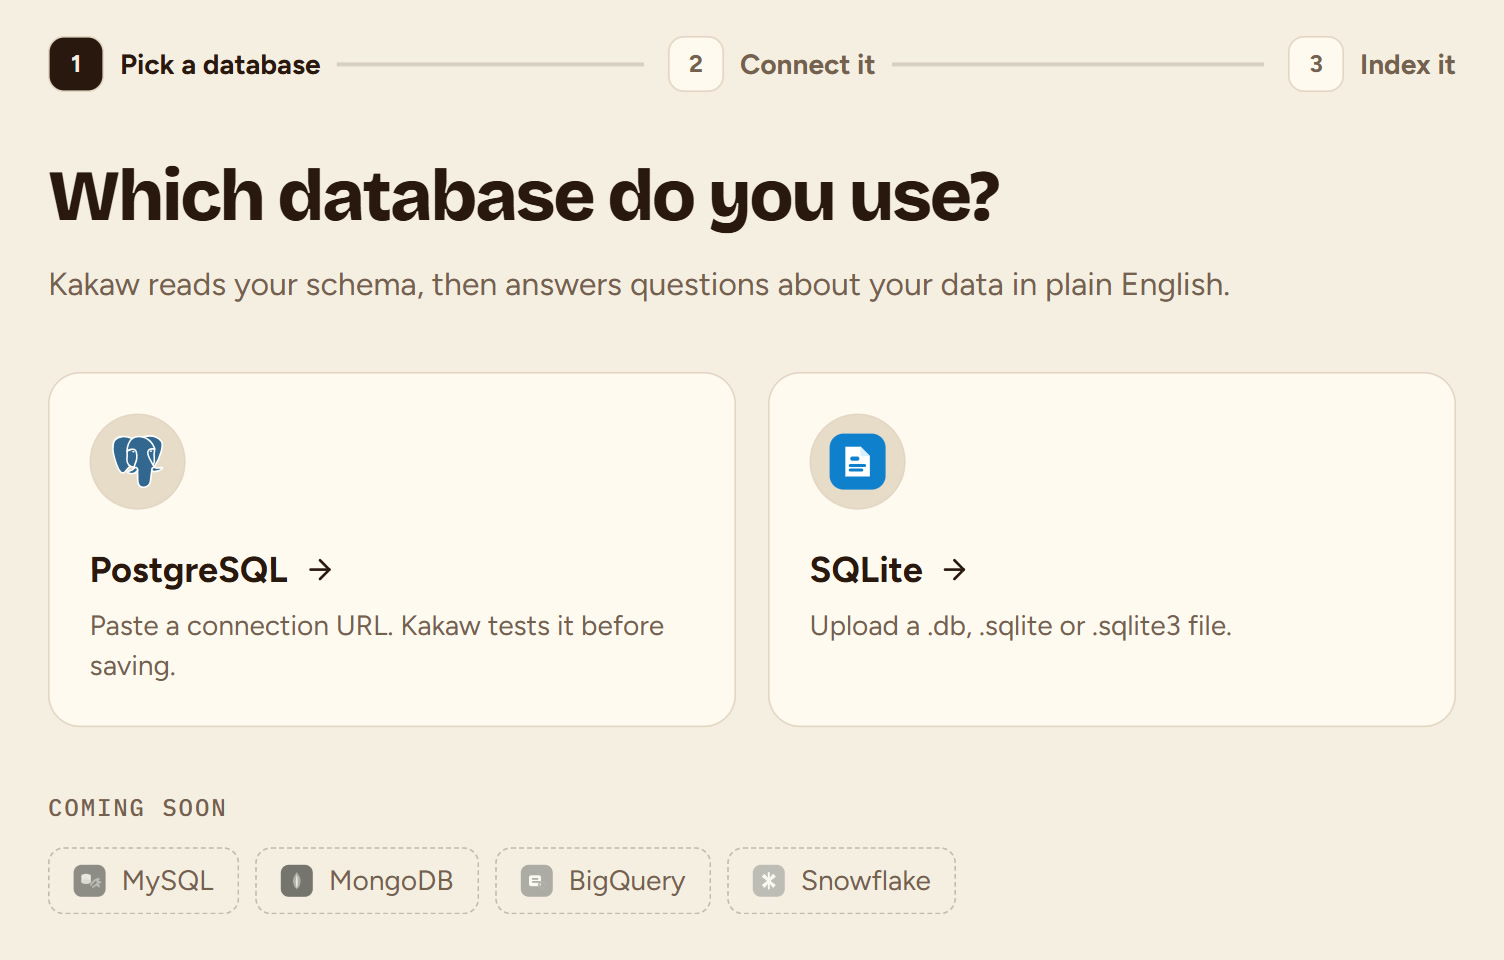 1 Pick a database
2 Connect it
3 Index it
Which database do you use?
Kakaw reads your schema, then answers questions about your data in plain English.
PostgreSQL →
Paste a connection URL. Kakaw tests it before
saving.
SQLite →
Upload a .db, .sqlite or .sqlite3 file.
COMING SOON
MySQL
MongoDB
BigQuery
Snowflake